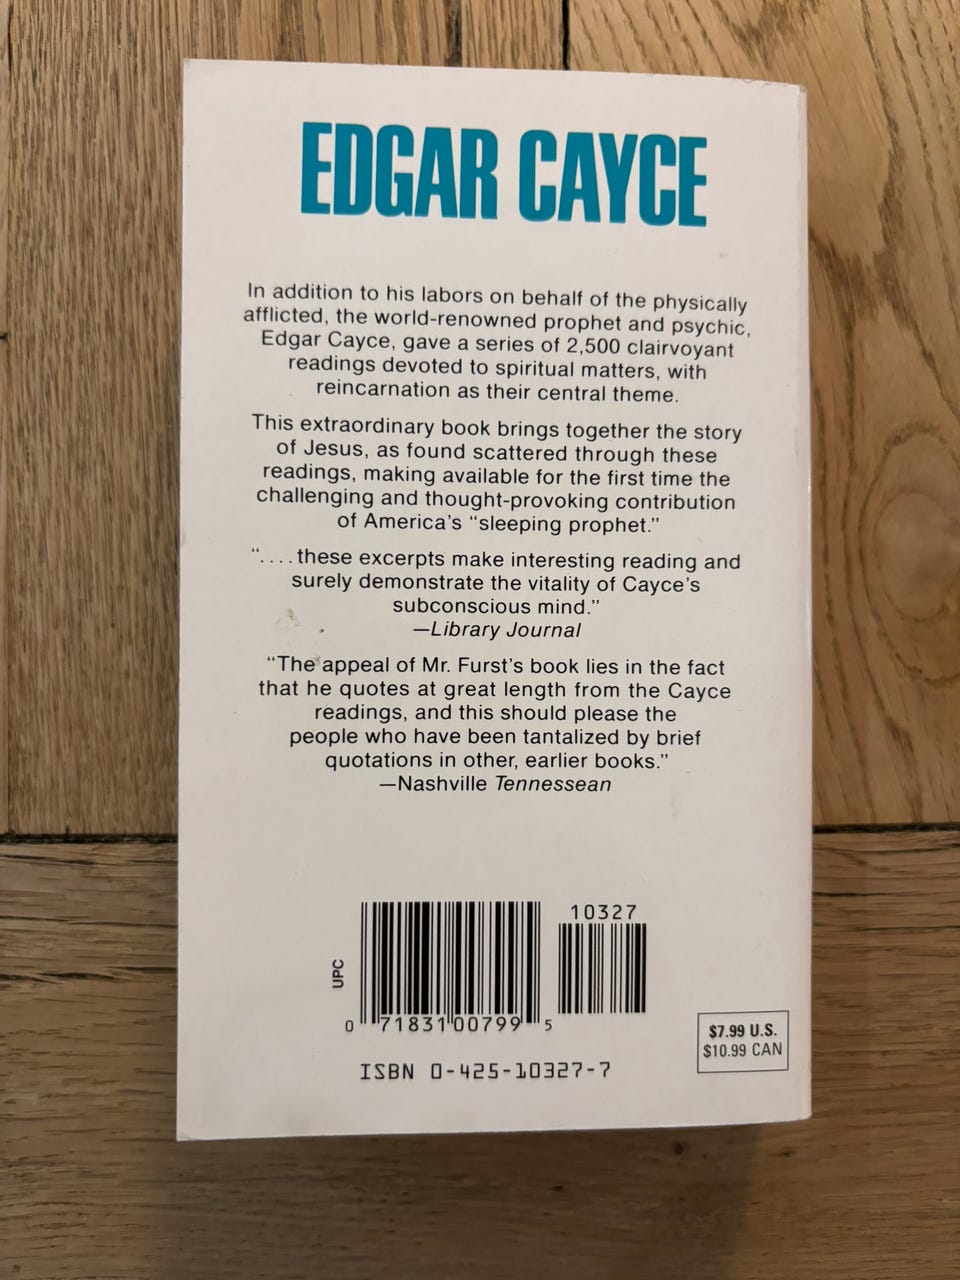 EDGAR CAYCE
In addition to his labors on behalf of the physically
afflicted, the world-renowned prophet and psychic,
Edgar Cayce, gave a series of 2,500 clairvoyant
readings devoted to spiritual matters, with
reincarnation as their central theme.
This extraordinary book brings together the story
of Jesus, as found scattered through these
readings, making available for the first time the
challenging and thought-provoking contribution
of America's “sleeping prophet.”
“....these excerpts make interesting reading and
surely demonstrate the vitality of Cayce's
subconscious mind.”
—Library Journal
“The appeal of Mr. Furst's book lies in the fact
that he quotes at great length from the Cayce
readings, and this should please the
people who have been tantalized by brief
quotations in other, earlier books.”
—Nashville Tennessean
10327
UPC
0 71831 00799 5
ISBN 0-425-10327-7
$7.99 U.S.
$10.99 CAN